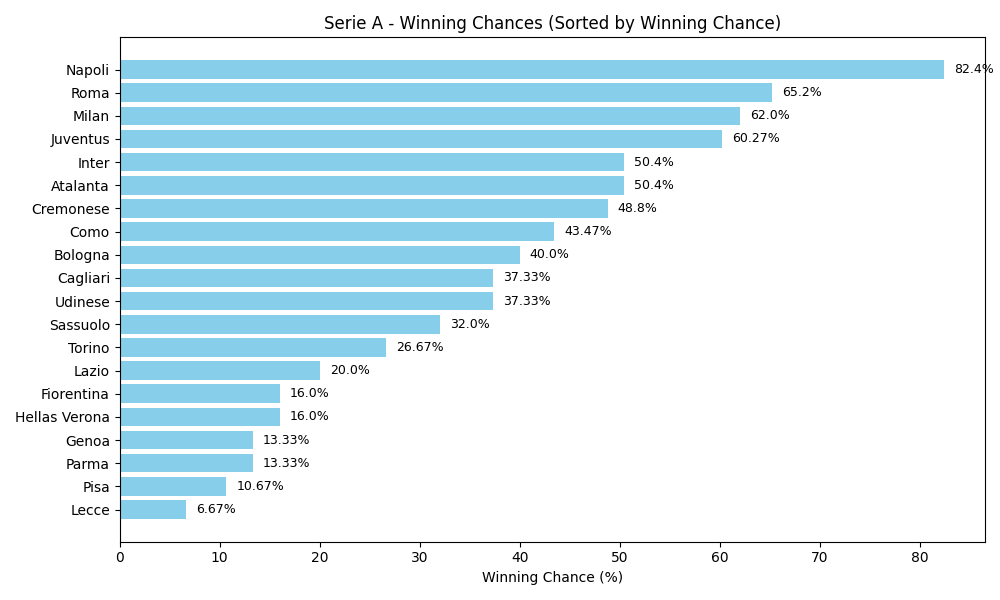 Serie A - Winning Chances (Sorted by Winning Chance)
Napoli 82.4%
Roma 65.2%
Milan 62.0%
Juventus 60.27%
Inter 50.4%
Atalanta 50.4%
Cremonese 48.8%
Como 43.47%
Bologna 40.0%
Cagliari 37.33%
Udinese 37.33%
Sassuolo 32.0%
Torino 26.67%
Lazio 20.0%
Fiorentina 16.0%
Hellas Verona 16.0%
Genoa 13.33%
Parma 13.33%
Pisa 10.67%
Lecce 6.67%
0 10 20 30 40 50 60 70 80
Winning Chance (%)